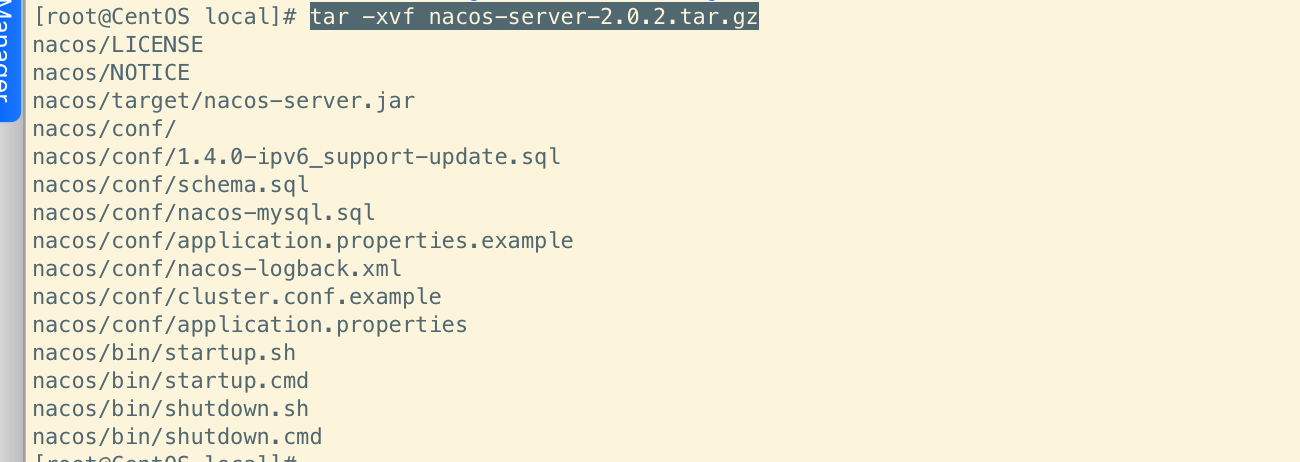 Manager
[root@CentOS local]# tar -xvf nacos-server-2.0.2.tar.gz
nacos/LICENSE
nacos/NOTICE
nacos/target/nacos-server.jar
nacos/conf/
nacos/conf/1.4.0-ipv6_support-update.sql
nacos/conf/schema.sql
nacos/conf/nacos-mysql.sql
nacos/conf/application.properties.example
nacos/conf/nacos-logback.xml
nacos/conf/cluster.conf.example
nacos/conf/application.properties
nacos/bin/startup.sh
nacos/bin/startup.cmd
nacos/bin/shutdown.sh
nacos/bin/shutdown.cmd
[root@CentOS local]#